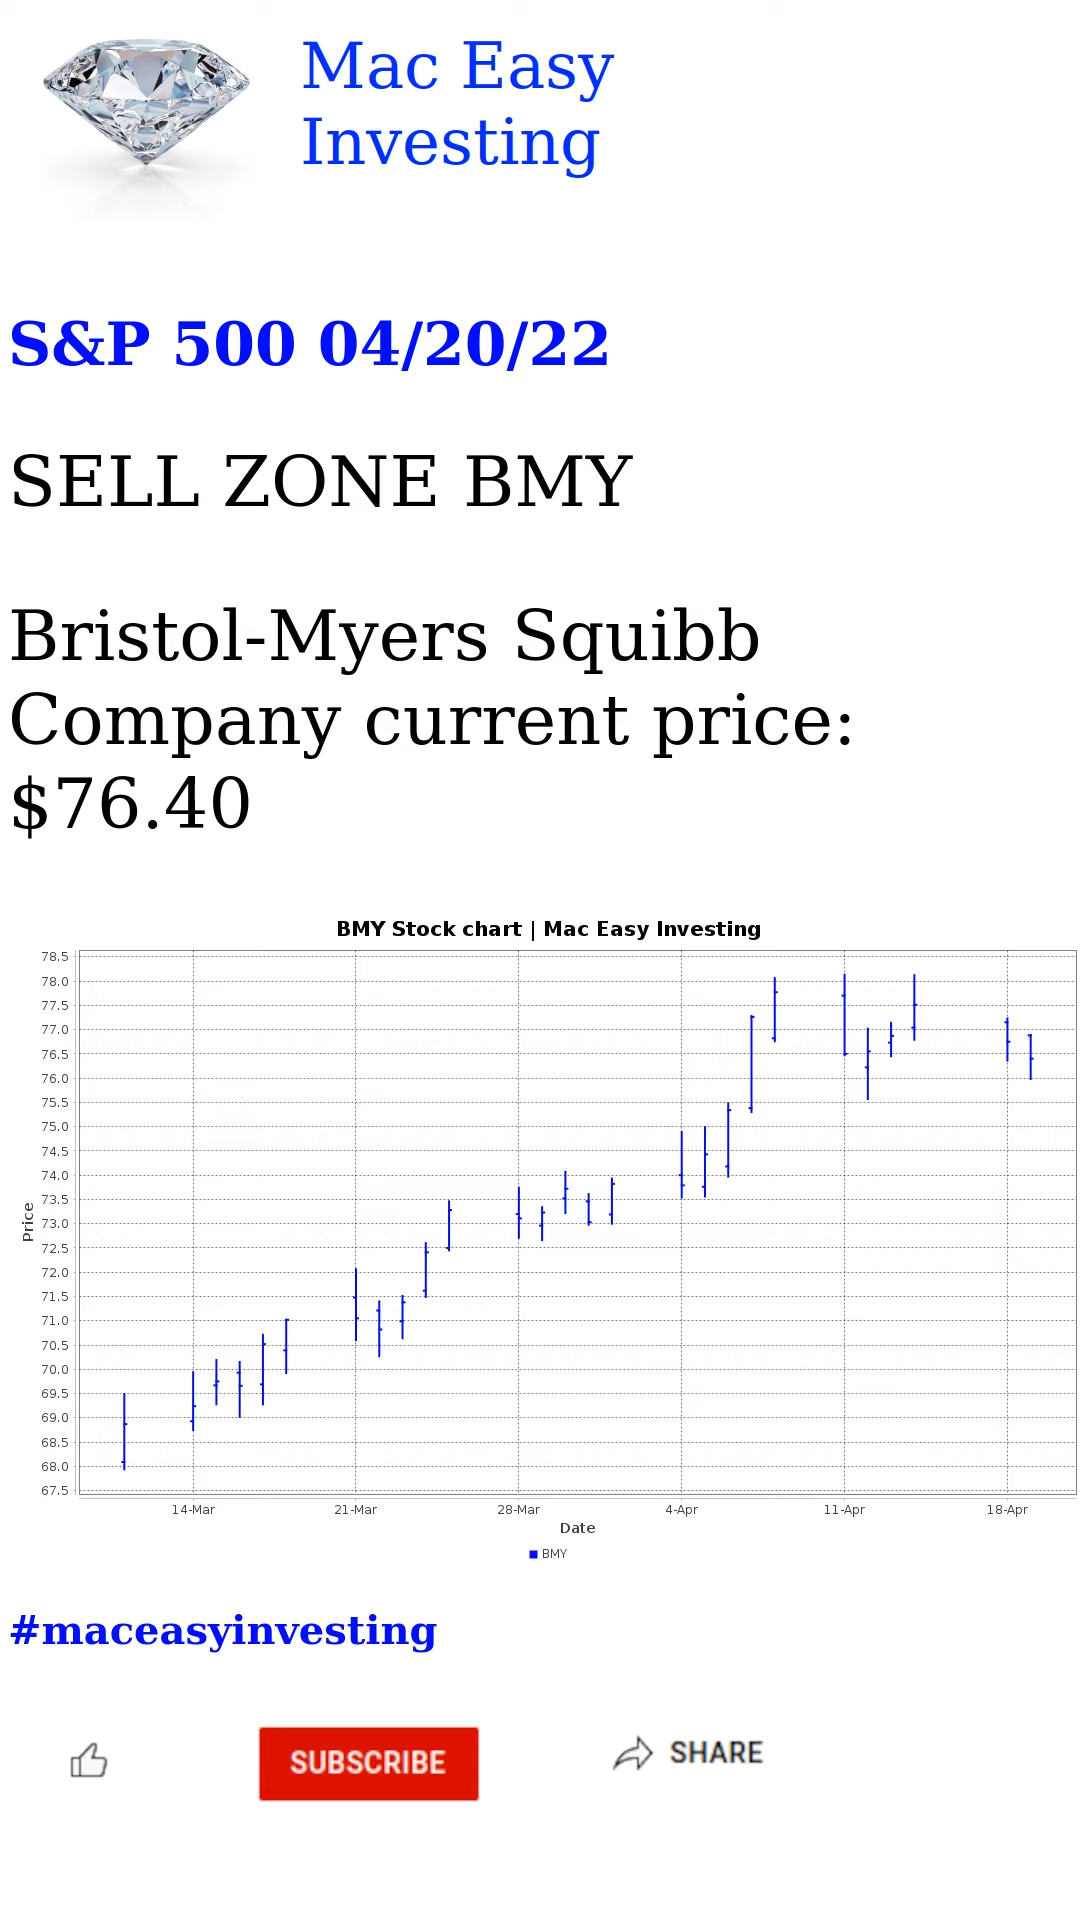 Mac Easy
Investing
S&P 500 04/20/22
SELL ZONE BMY
Bristol-Myers Squibb
Company current price:
$76.40
BMY Stock chart | Mac Easy Investing
78.5
78.0
77.5
77.0
76.5
76.0
75.5
75.0
74.5
74.0
73.5
73.0
72.5
72.0
71.5
71.0
70.5
70.0
69.5
69.0
68.5
68.0
67.5
Price
14-Mar 21-Mar 28-Mar 4-Apr 11-Apr 18-Apr
Date
BMY
#maceasyinvesting
SUBSCRIBE
SHARE